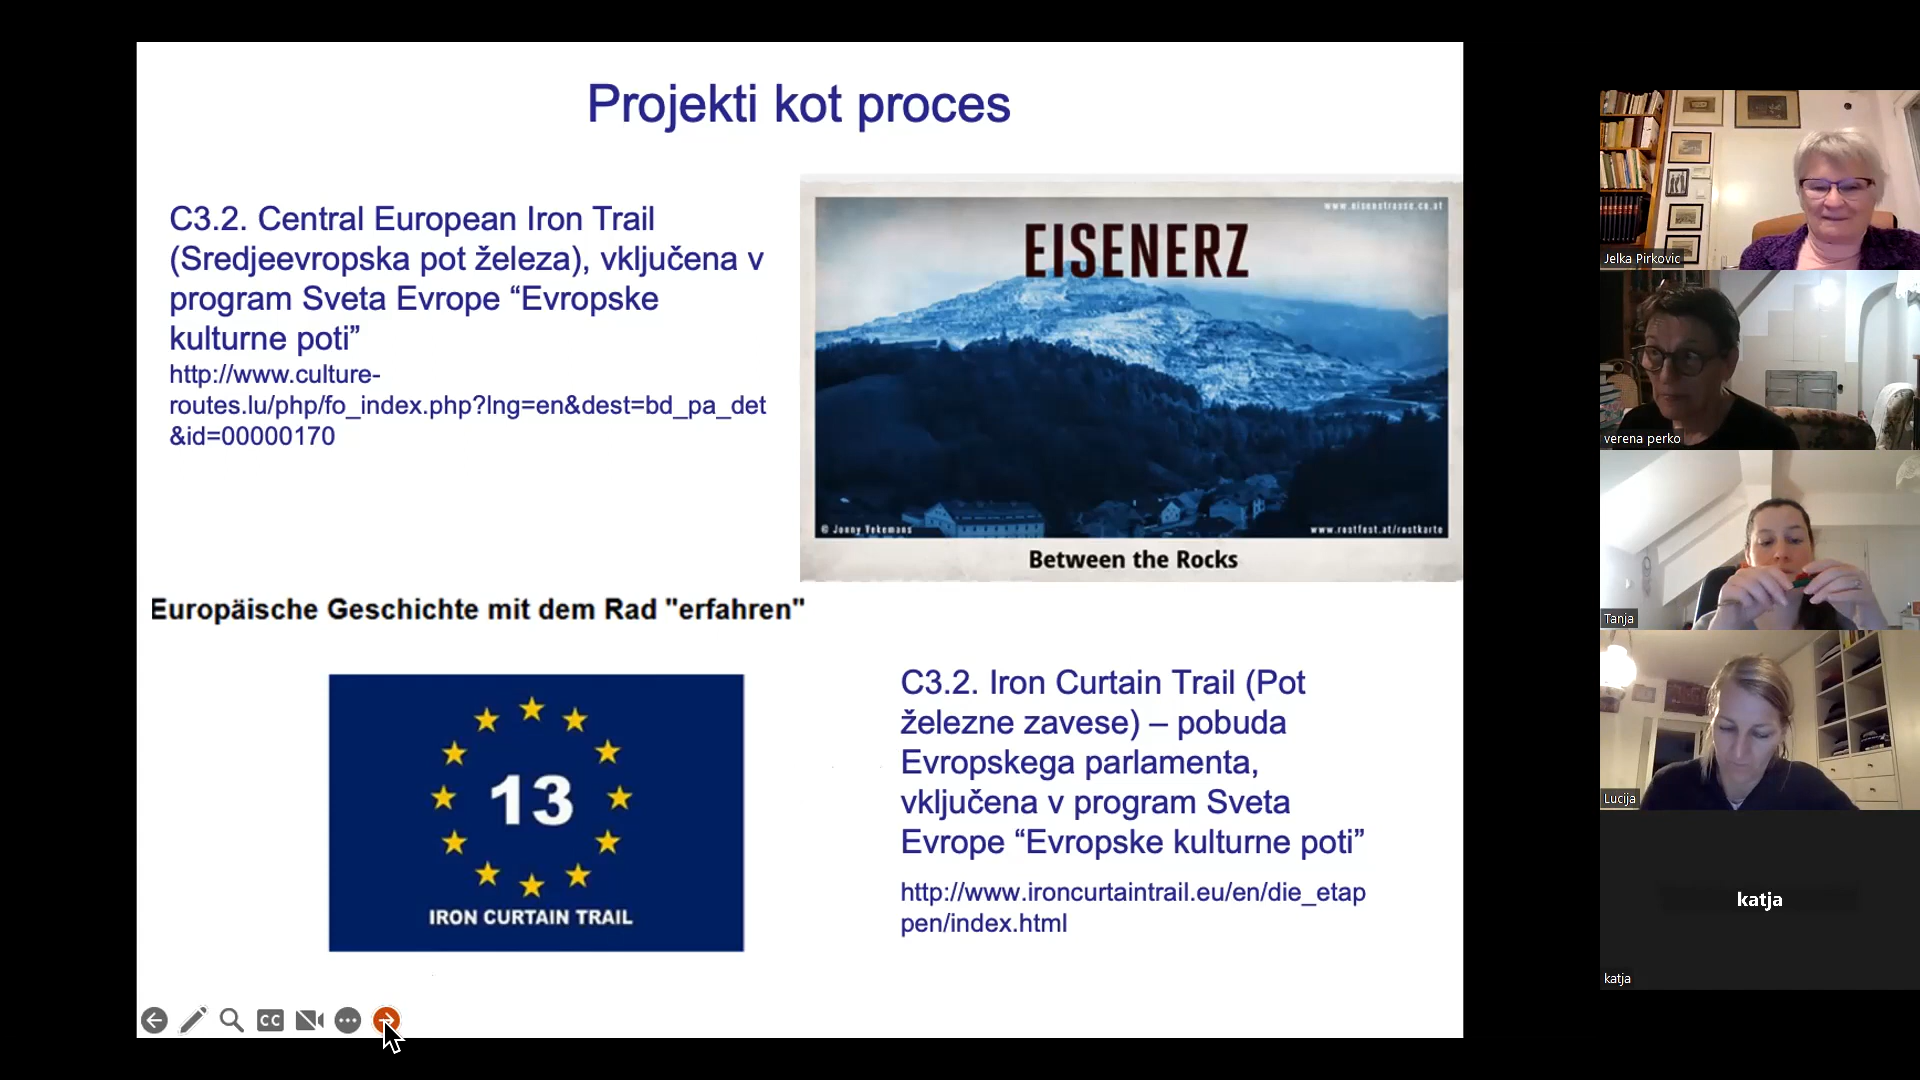 Projekti kot proces
C3.2. Central European Iron Trail
(Sredjeevropska pot železa), vključena v
program Sveta Evrope “Evropske
kulturne poti”
http://www.culture-
routes.lu/php/fo_index.php?lng=en&dest=bd_pa_det
&id=00000170
www.eisenstrasse.co.at
EISENERZ
© Jonny Vekemans
www.rostfest.at/rostkarte
Between the Rocks
Europäische Geschichte mit dem Rad "erfahren"
13
IRON CURTAIN TRAIL
C3.2. Iron Curtain Trail (Pot
železne zavese) – pobuda
Evropskega parlamenta,
vključena v program Sveta
Evrope “Evropske kulturne poti”
http://www.ironcurtaintrail.eu/en/die_etap
pen/index.html
CC
Jelka Pirkovic
verena perko
Tanja
Lucija
katja
katja